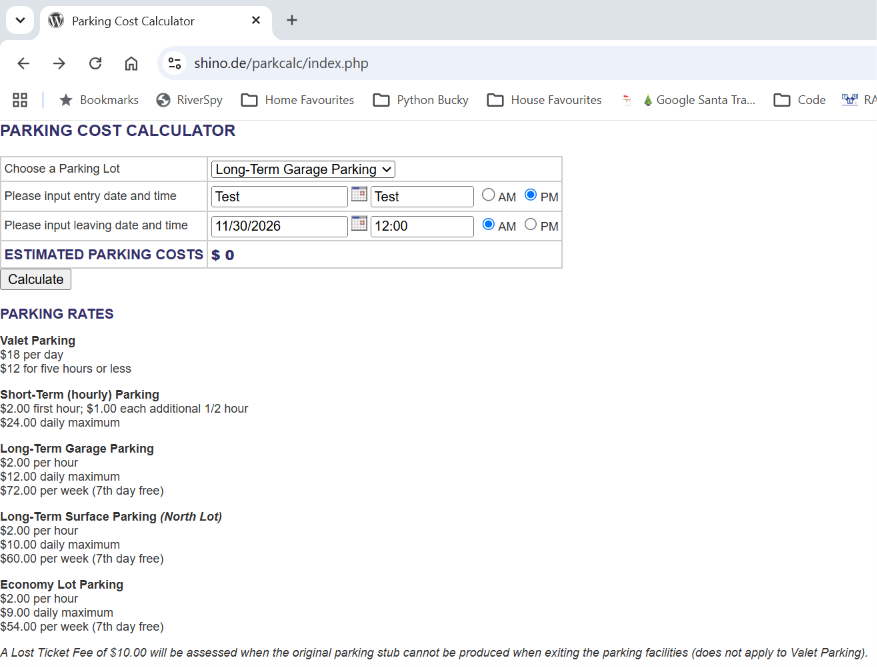 Parking Cost Calculator
shino.de/parkcalc/index.php
Bookmarks RiverSpy Home Favourites Python Bucky House Favourites Google Santa Tra... Code RA
PARKING COST CALCULATOR
Choose a Parking Lot Long-Term Garage Parking
Please input entry date and time Test Test AM PM
Please input leaving date and time 11/30/2026 12:00 AM PM
ESTIMATED PARKING COSTS $ 0
Calculate
PARKING RATES
Valet Parking
$18 per day
$12 for five hours or less
Short-Term (hourly) Parking
$2.00 first hour; $1.00 each additional 1/2 hour
$24.00 daily maximum
Long-Term Garage Parking
$2.00 per hour
$12.00 daily maximum
$72.00 per week (7th day free)
Long-Term Surface Parking (North Lot)
$2.00 per hour
$10.00 daily maximum
$60.00 per week (7th day free)
Economy Lot Parking
$2.00 per hour
$9.00 daily maximum
$54.00 per week (7th day free)
A Lost Ticket Fee of $10.00 will be assessed when the original parking stub cannot be produced when exiting the parking facilities (does not apply to Valet Parking).